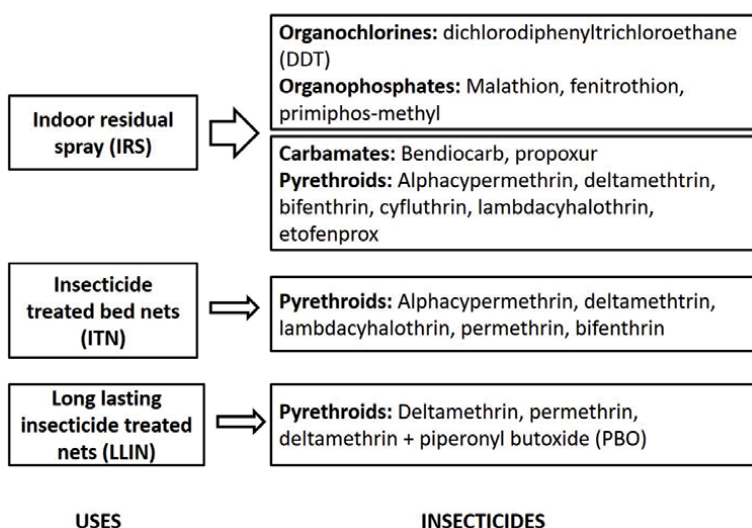 Indoor residual
spray (IRS)
Organochlorines: dichlorodiphenyltrichloroethane
(DDT)
Organophosphates: Malathion, fenitrothion,
primiphos-methyl
Carbamates: Bendiocarb, propoxur
Pyrethroids: Alphacypermethrin, deltamethtrin,
bifenthrin, cyfluthrin, lambdacyhalothrin,
etofenprox
Insecticide
treated bed nets
(ITN)
Pyrethroids: Alphacypermethrin, deltamehtrin,
lambdacyhalothrin, permethrin, bifenthrin
Long lasting
insecticide treated
nets (LLIN)
Pyrethroids: Deltamethrin, permethrin,
deltamethrin + piperonyl butoxide (PBO)
USES
INSECTICIDES